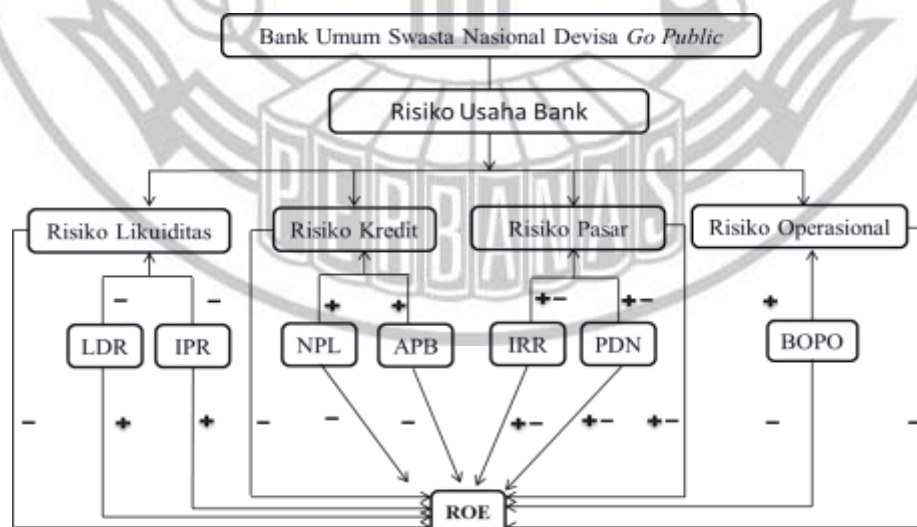 Bank Umum Swasta Nasional Devisa Go Public
Risiko Usaha Bank
PERBANAS
Risiko Likuiditas Risiko Kredit Risiko Pasar Risiko Operasional
- - + + +- +- +
LDR IPR NPL APB IRR PDN BOPO
- + + - - - +- +- +- - -
ROE